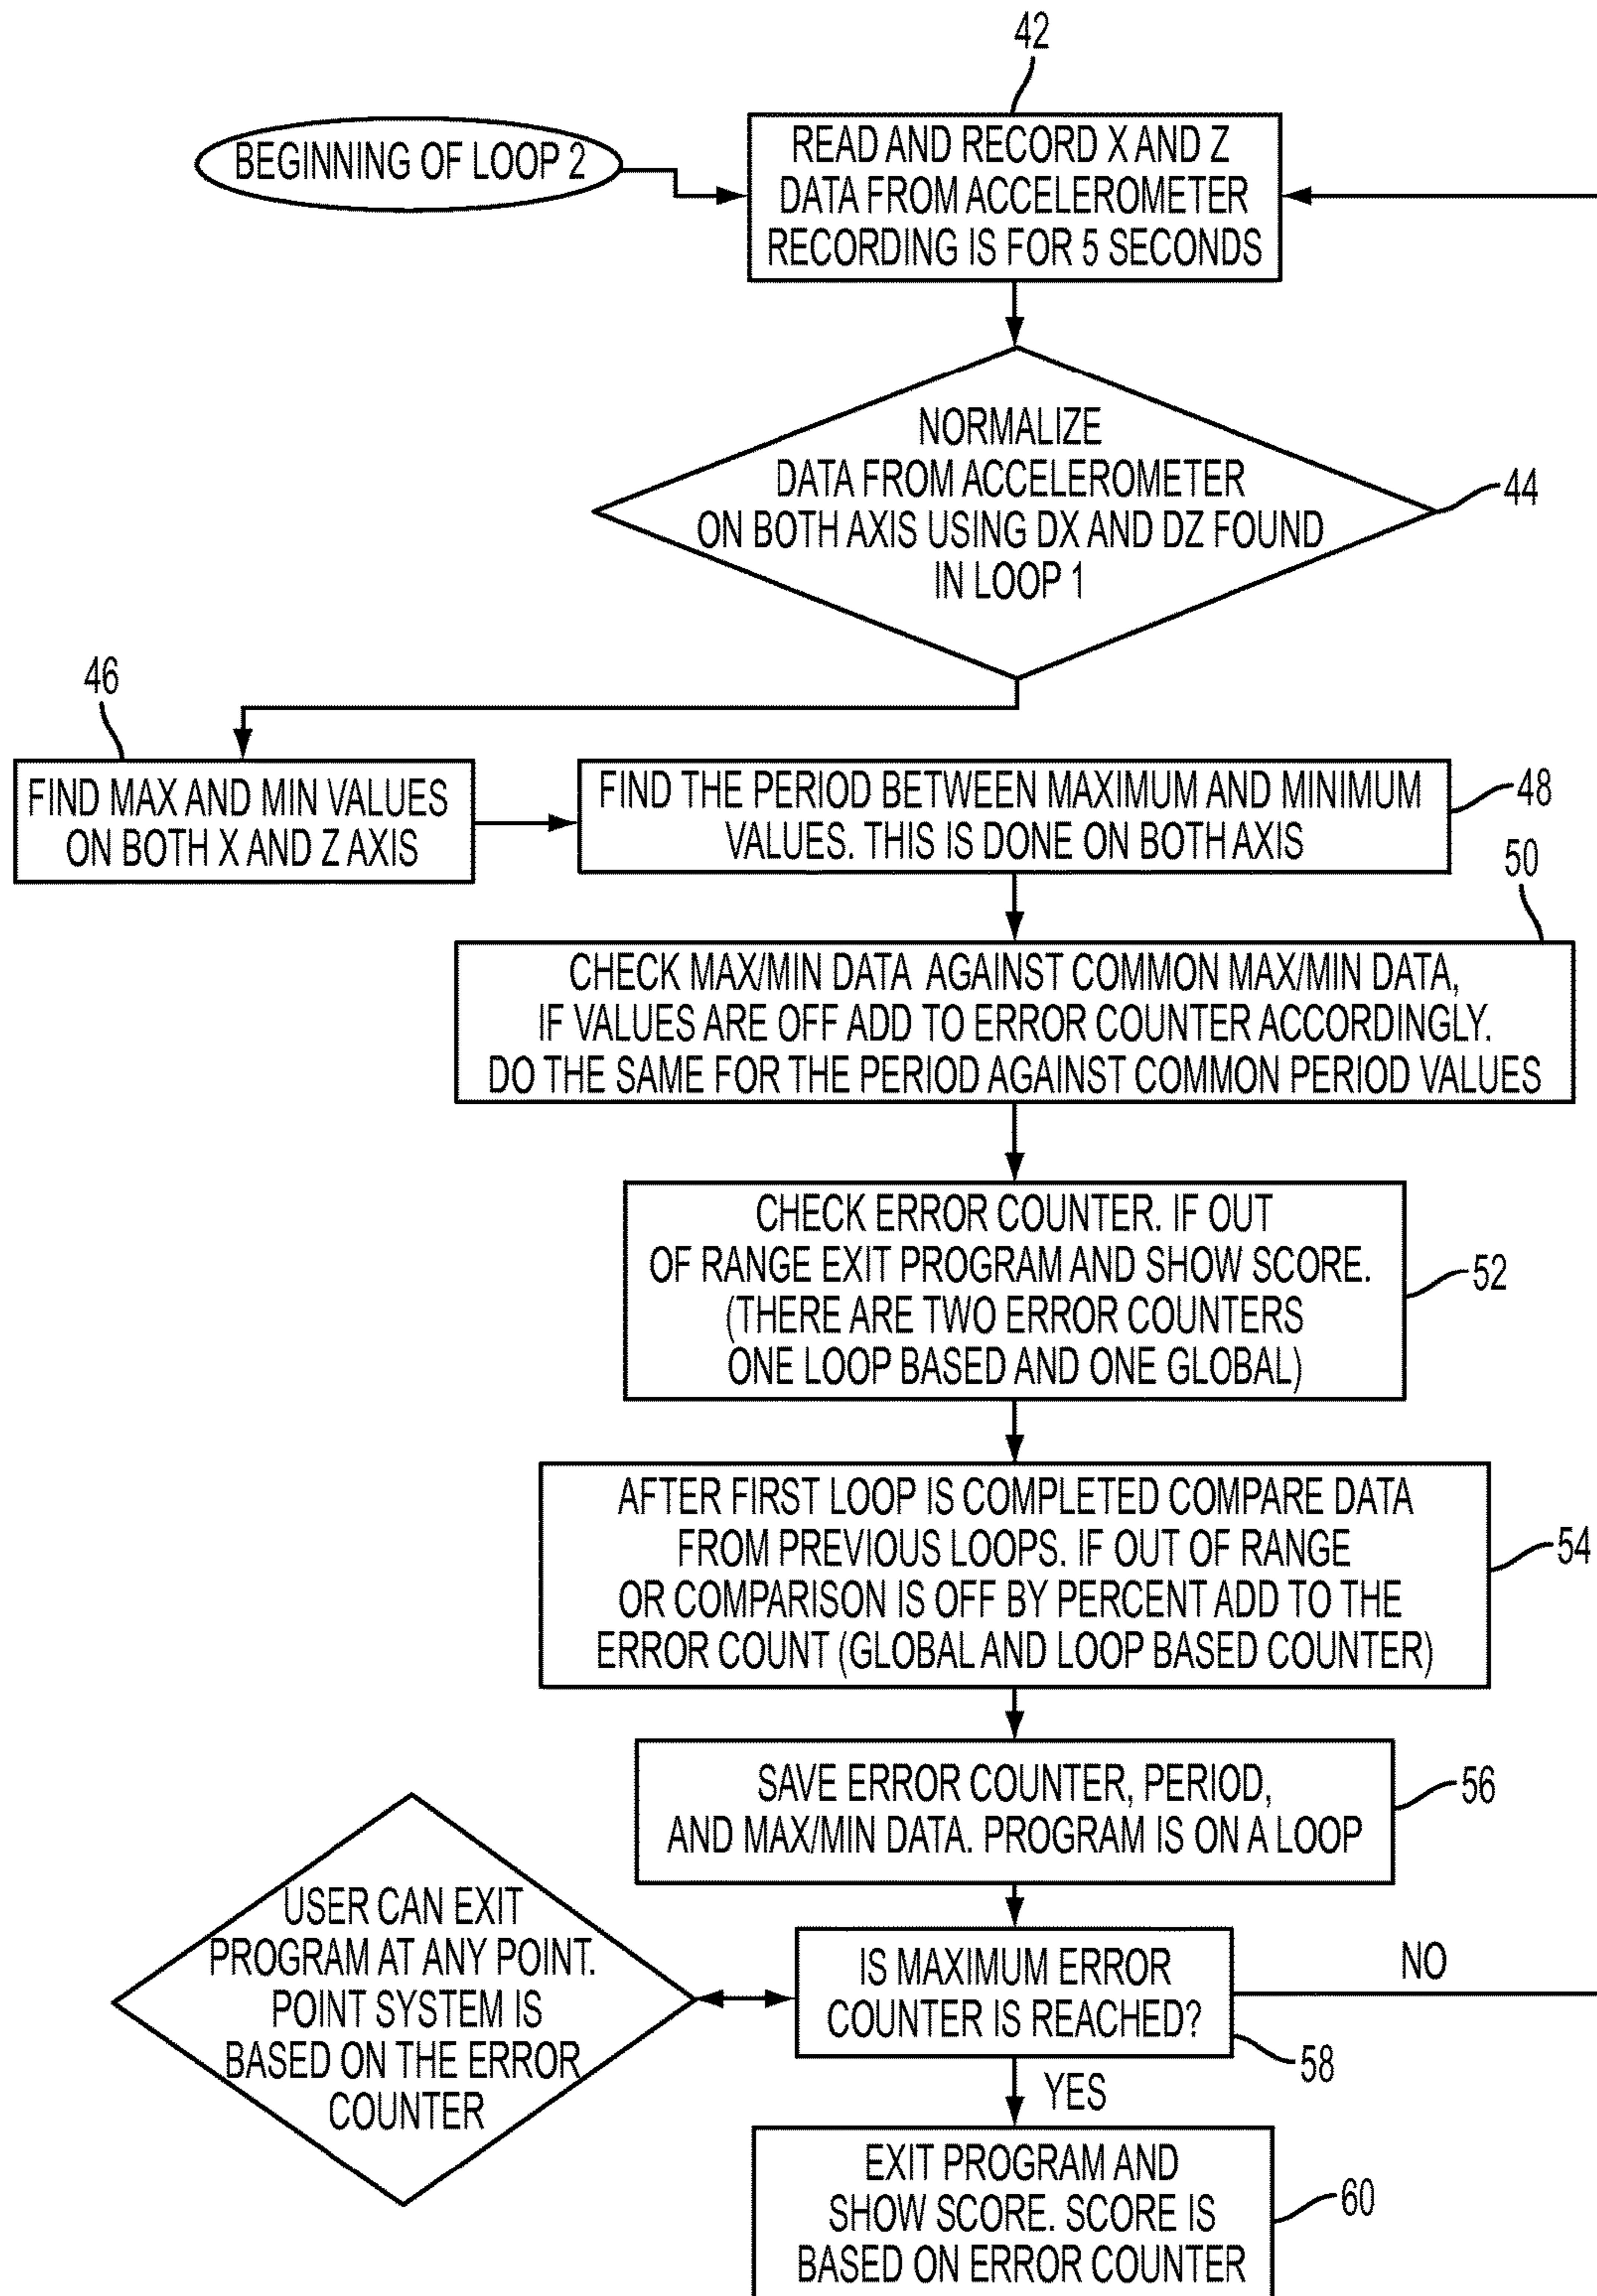 42
BEGINNING OF LOOP 2
READ AND RECORD X AND Z
DATA FROM ACCELEROMETER
RECORDING IS FOR 5 SECONDS
NORMALIZE
DATA FROM ACCELEROMETER
ON BOTH AXIS USING DX AND DZ FOUND
IN LOOP 1
44
46
FIND MAX AND MIN VALUES
ON BOTH X AND Z AXIS
FIND THE PERIOD BETWEEN MAXIMUM AND MINIMUM
VALUES. THIS IS DONE ON BOTH AXIS
48
50
CHECK MAX/MIN DATA AGAINST COMMON MAX/MIN DATA,
IF VALUES ARE OFF ADD TO ERROR COUNTER ACCORDINGLY.
DO THE SAME FOR THE PERIOD AGAINST COMMON PERIOD VALUES
CHECK ERROR COUNTER. IF OUT
OF RANGE EXIT PROGRAM AND SHOW SCORE.
(THERE ARE TWO ERROR COUNTERS
ONE LOOP BASED AND ONE GLOBAL)
52
AFTER FIRST LOOP IS COMPLETED COMPARE DATA
FROM PREVIOUS LOOPS. IF OUT OF RANGE
OR COMPARISON IS OFF BY PERCENT ADD TO THE
ERROR COUNT (GLOBAL AND LOOP BASED COUNTER)
54
SAVE ERROR COUNTER, PERIOD,
AND MAX/MIN DATA. PROGRAM IS ON A LOOP
56
USER CAN EXIT
PROGRAM AT ANY POINT.
POINT SYSTEM IS
BASED ON THE ERROR
COUNTER
IS MAXIMUM ERROR
COUNTER IS REACHED?
NO
58
YES
EXIT PROGRAM AND
SHOW SCORE. SCORE IS
BASED ON ERROR COUNTER
60